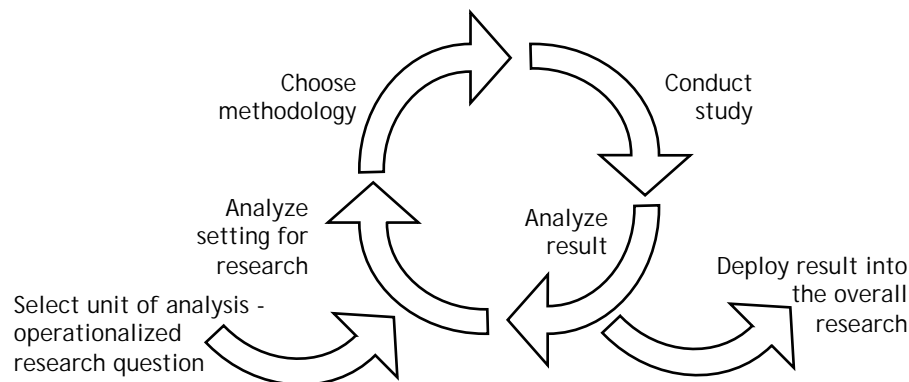 Choose
methodology
Conduct
study
Analyze
setting for
research
Analyze
result
Select unit of analysis -
operationalized
research question
Deploy result into
the overall
research